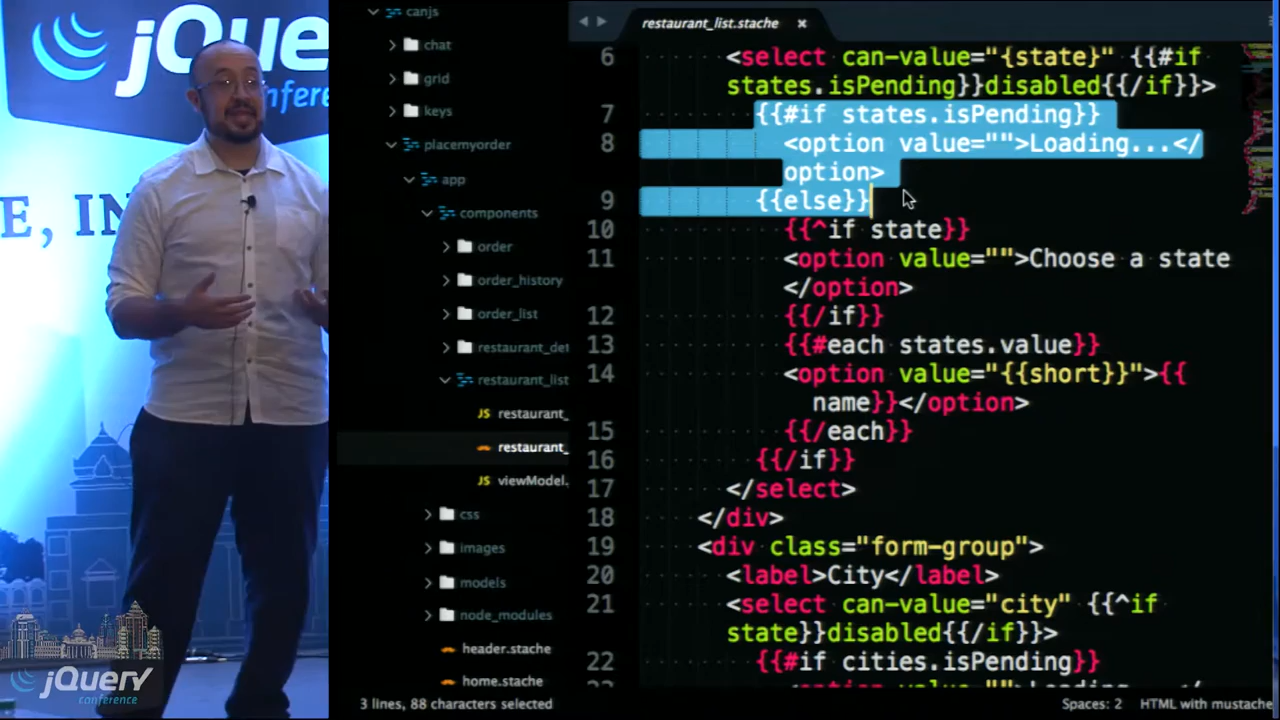 jQuery
Conference
E, IN
jQuery
conference
canjs
chat
grid
keys
placemyorder
app
components
order
order_history
order_list
restaurant_det
restaurant_list
JS restaurant_
restaurant_
JS viewModel.
css
images
models
node_modules
header.stache
home.stache
3 lines, 88 characters selected
restaurant_list.stache ×
6 <select can-value="{state}" {{#if
states.isPending}}disabled{{/if}}>
7 {{#if states.isPending}}
8 <option value="">Loading...</
option>
9 {{else}}
10 {{^if state}}
11 <option value="">Choose a state
</option>
12 {{/if}}
13 {{#each states.value}}
14 <option value="{{short}}">{{
name}}</option>
15 {{/each}}
16 {{/if}}
17 </select>
18 </div>
19 <div class="form-group">
20 <label>City</label>
21 <select can-value="city" {{^if
state}}disabled{{/if}}>
22 {{#if cities.isPending}}
Spaces: 2 HTML with mustache